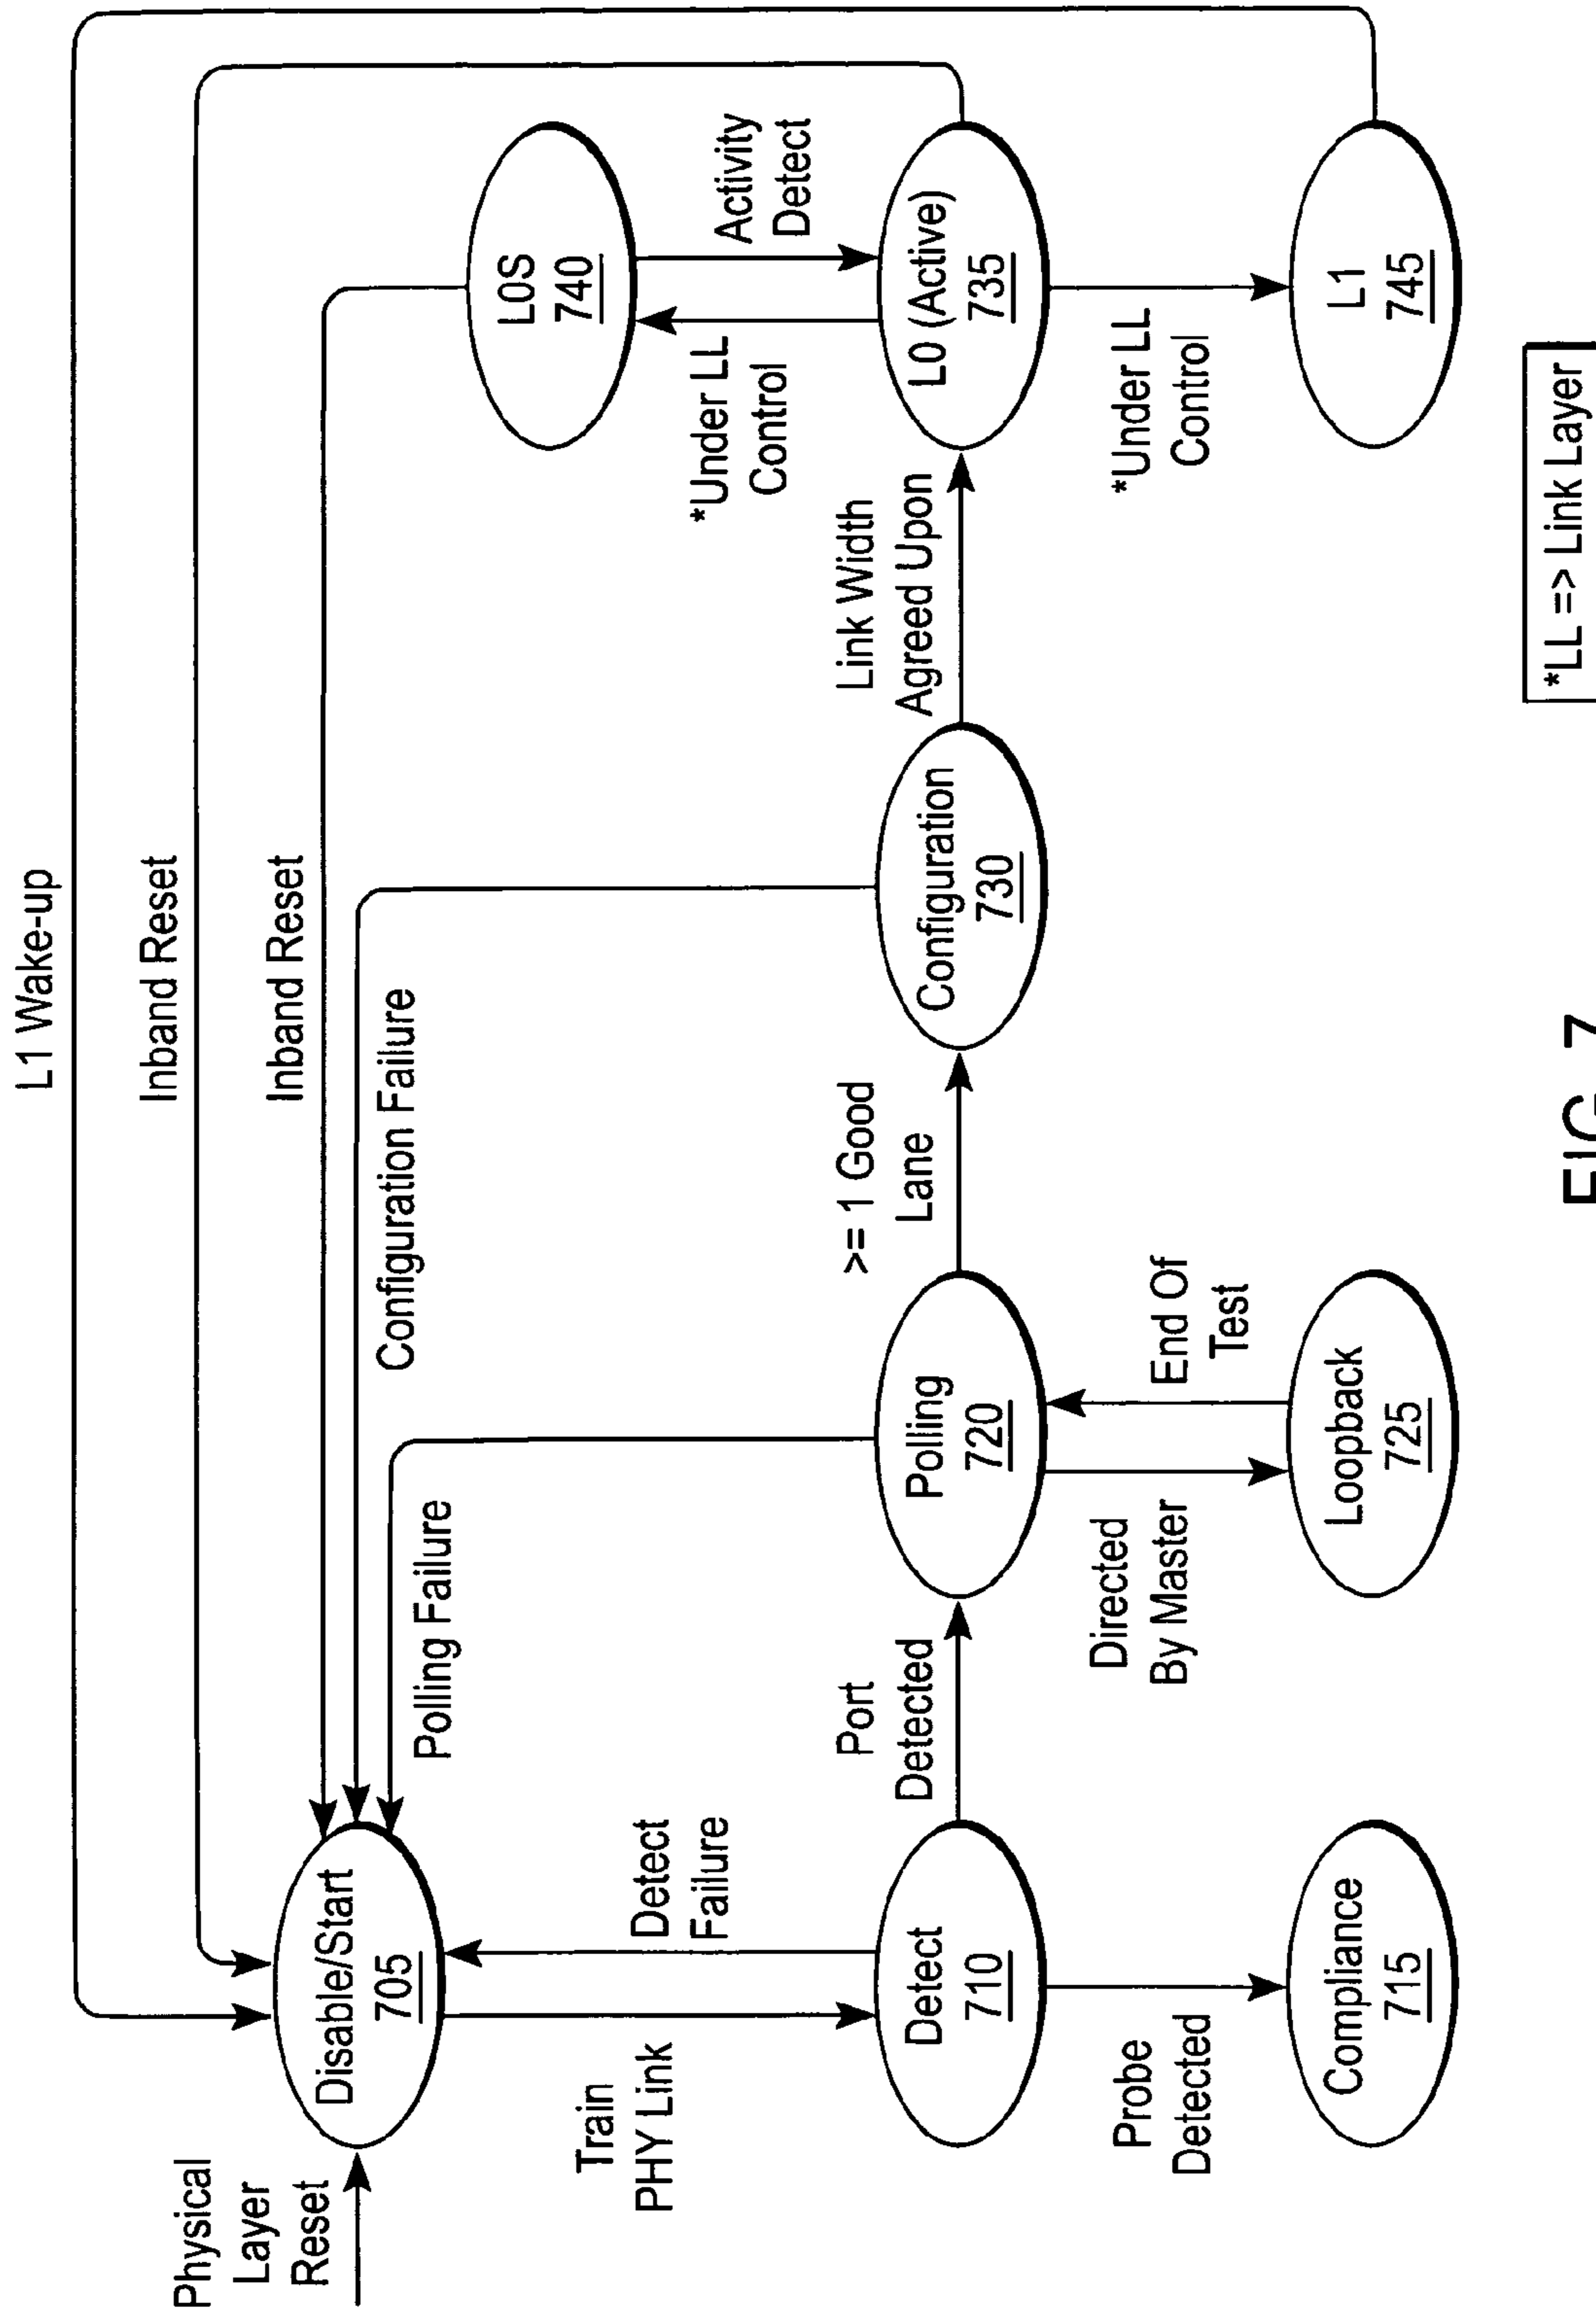 L1 Wake-up
Inband Reset
Inband Reset
Configuration Failure
Polling Failure
Physical
Layer
Reset
Disable/Start
705
Train
PHY Link
Detect
Failure
L0S
740
*Under LL
Control
Activity
Detect
Detect
710
Port
Detected
Polling
720
>= 1 Good
Lane
Configuration
730
Link Width
Agreed Upon
L0 (Active)
735
Probe
Detected
Directed
By Master
End Of
Test
*Under LL
Control
Compliance
715
Loopback
725
L1
745
*LL => Link Layer
FIG. 7